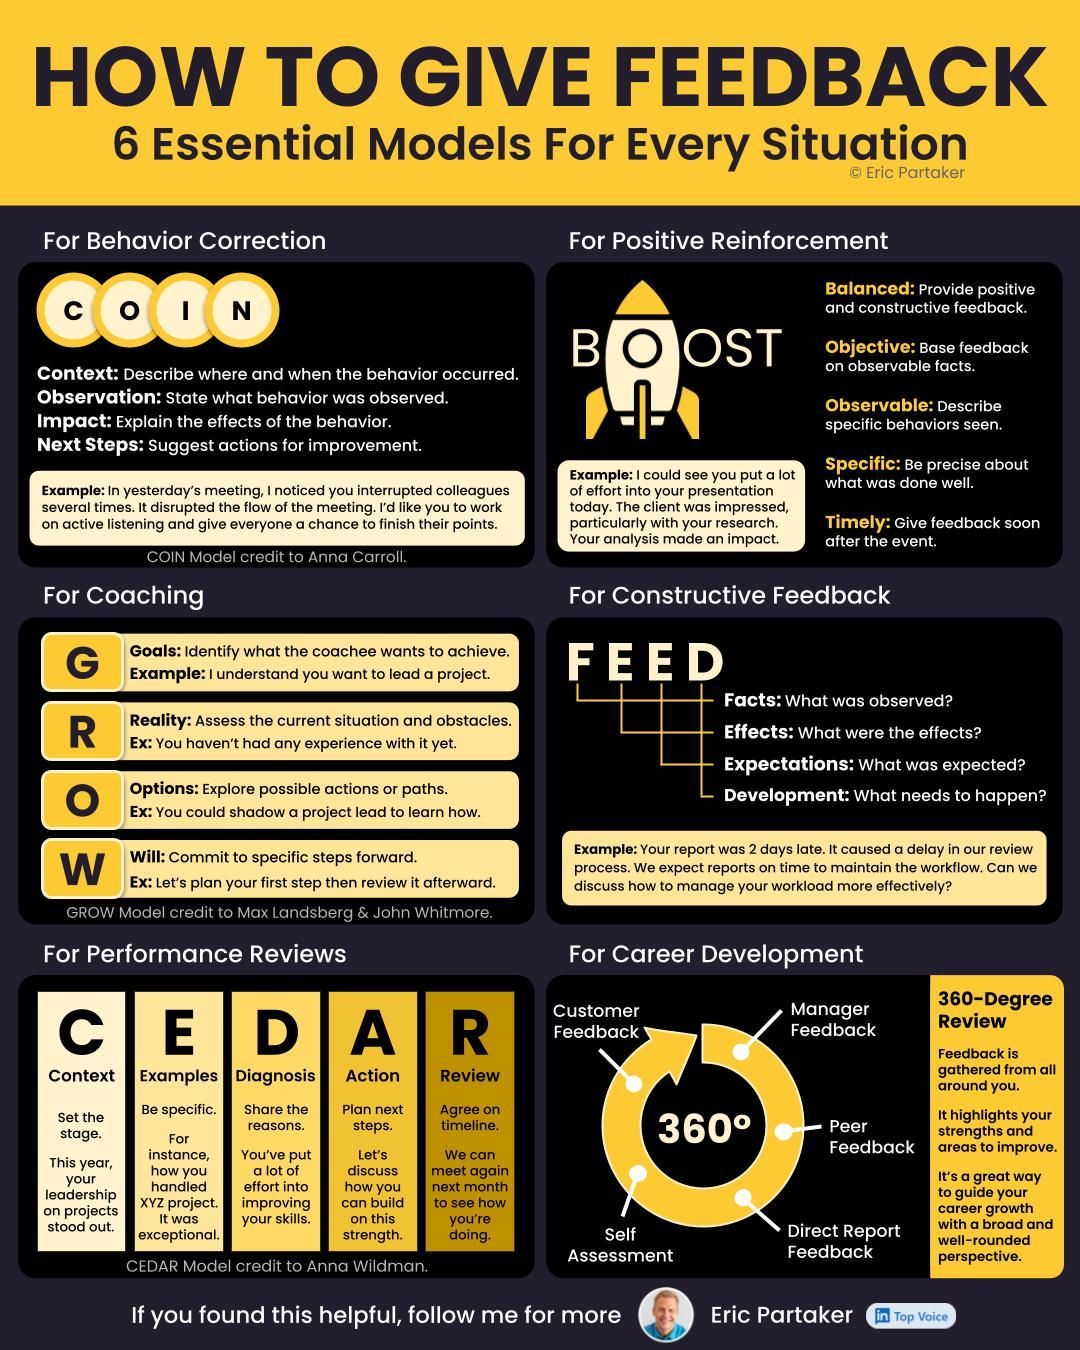 HOW TO GIVE FEEDBACK
6 Essential Models For Every Situation
© Eric Partaker
For Behavior Correction
C O I N
Context: Describe where and when the behavior occurred.
Observation: State what behavior was observed.
Impact: Explain the effects of the behavior.
Next Steps: Suggest actions for improvement.
Example: In yesterday's meeting, I noticed you interrupted colleagues
several times. It disrupted the flow of the meeting. I'd like you to work
on active listening and give everyone a chance to finish their points.
COIN Model credit to Anna Carroll.
For Positive Reinforcement
BOOST
Example: I could see you put a lot
of effort into your presentation
today. The client was impressed,
particularly with your research.
Your analysis made an impact.
Balanced: Provide positive
and constructive feedback.
Objective: Base feedback
on observable facts.
Observable: Describe
specific behaviors seen.
Specific: Be precise about
what was done well.
Timely: Give feedback soon
after the event.
For Coaching
G
Goals: Identify what the coachee wants to achieve.
Example: I understand you want to lead a project.
R
Reality: Assess the current situation and obstacles.
Ex: You haven't had any experience with it yet.
O
Options: Explore possible actions or paths.
Ex: You could shadow a project lead to learn how.
W
Will: Commit to specific steps forward.
Ex: Let's plan your first step then review it afterward.
GROW Model credit to Max Landsberg & John Whitmore.
For Constructive Feedback
F E E D
Facts: What was observed?
Effects: What were the effects?
Expectations: What was expected?
Development: What needs to happen?
Example: Your report was 2 days late. It caused a delay in our review
process. We expect reports on time to maintain the workflow. Can we
discuss how to manage your workload more effectively?
For Performance Reviews
C
Context
Set the
stage.
This year,
your
leadership
on projects
stood out.
E
Examples
Be specific.
For
instance,
how you
handled
XYZ project.
It was
exceptional.
D
Diagnosis
Share the
reasons.
You've put
a lot of
effort into
improving
your skills.
A
Action
Plan next
steps.
Let's
discuss
how you
can build
on this
strength.
R
Review
Agree on
timeline.
We can
meet again
next month
to see how
you're
doing.
CEDAR Model credit to Anna Wildman.
For Career Development
Customer
Feedback
Manager
Feedback
360°
Peer
Feedback
Self
Assessment
Direct Report
Feedback
360-Degree
Review
Feedback is
gathered from all
around you.
It highlights your
strengths and
areas to improve.
It's a great way
to guide your
career growth
with a broad and
well-rounded
perspective.
If you found this helpful, follow me for more
Eric Partaker
in Top Voice